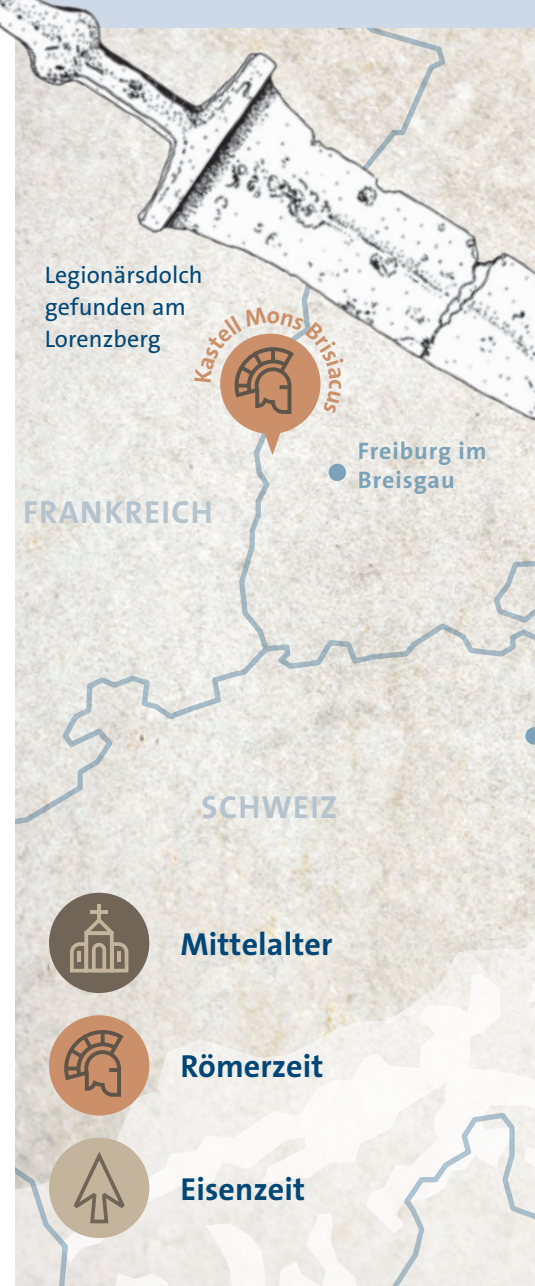 Legionärsdolch
gefunden am
Lorenzberg
Kastell Mons Brisiacus
Freiburg im
Breisgau
FRANKREICH
SCHWEIZ
Mittelalter
Römerzeit
Eisenzeit